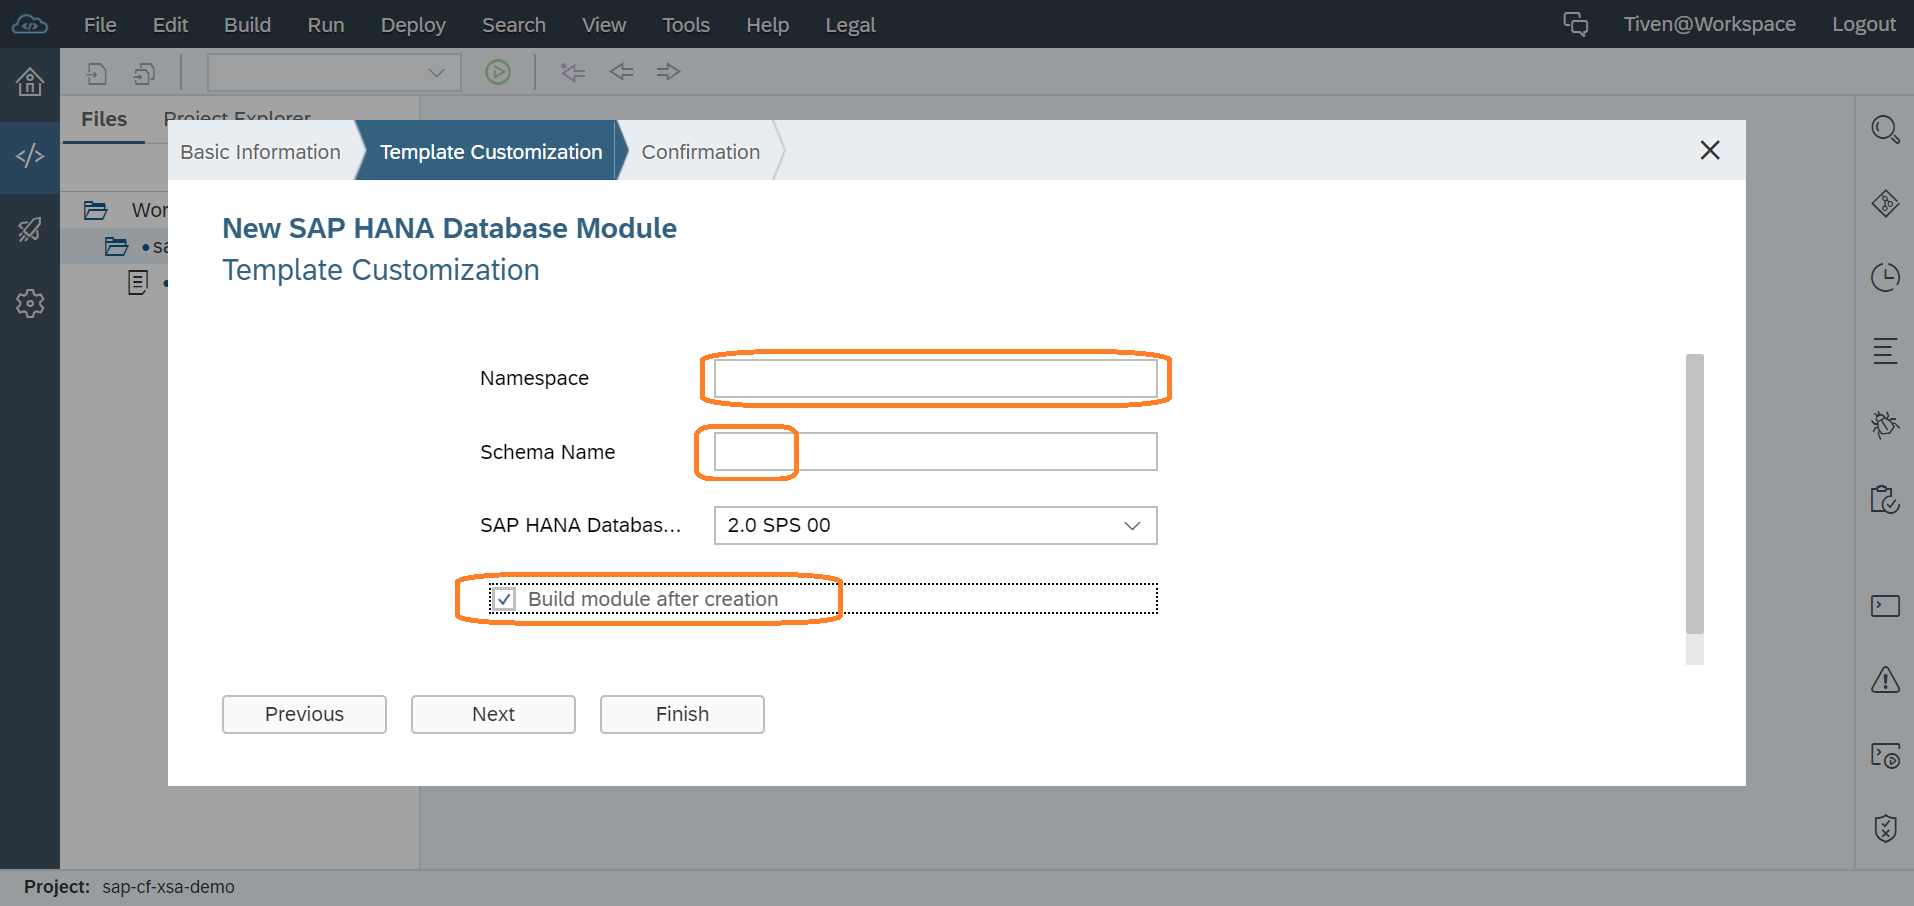 File Edit Build Run Deploy Search View Tools Help Legal Tiven@Workspace Logout
Files Project Explorer
Basic Information Template Customization Confirmation
New SAP HANA Database Module
Template Customization
Wor
sa
Namespace
Schema Name
SAP HANA Databas... 2.0 SPS 00
Build module after creation
Previous Next Finish
Project: sap-cf-xsa-demo